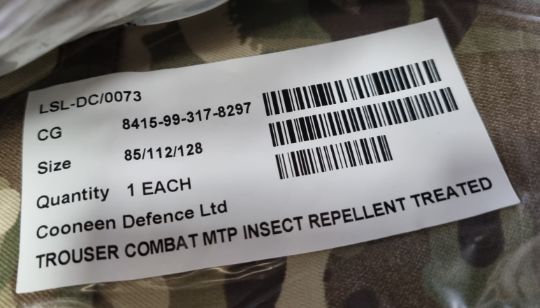 LSL-DC/0073
CG 8415-99-317-8297
Size 85/112/128
Quantity 1 EACH
Cooneen Defence Ltd
TROUSER COMBAT MTP INSECT REPELLENT TREATED